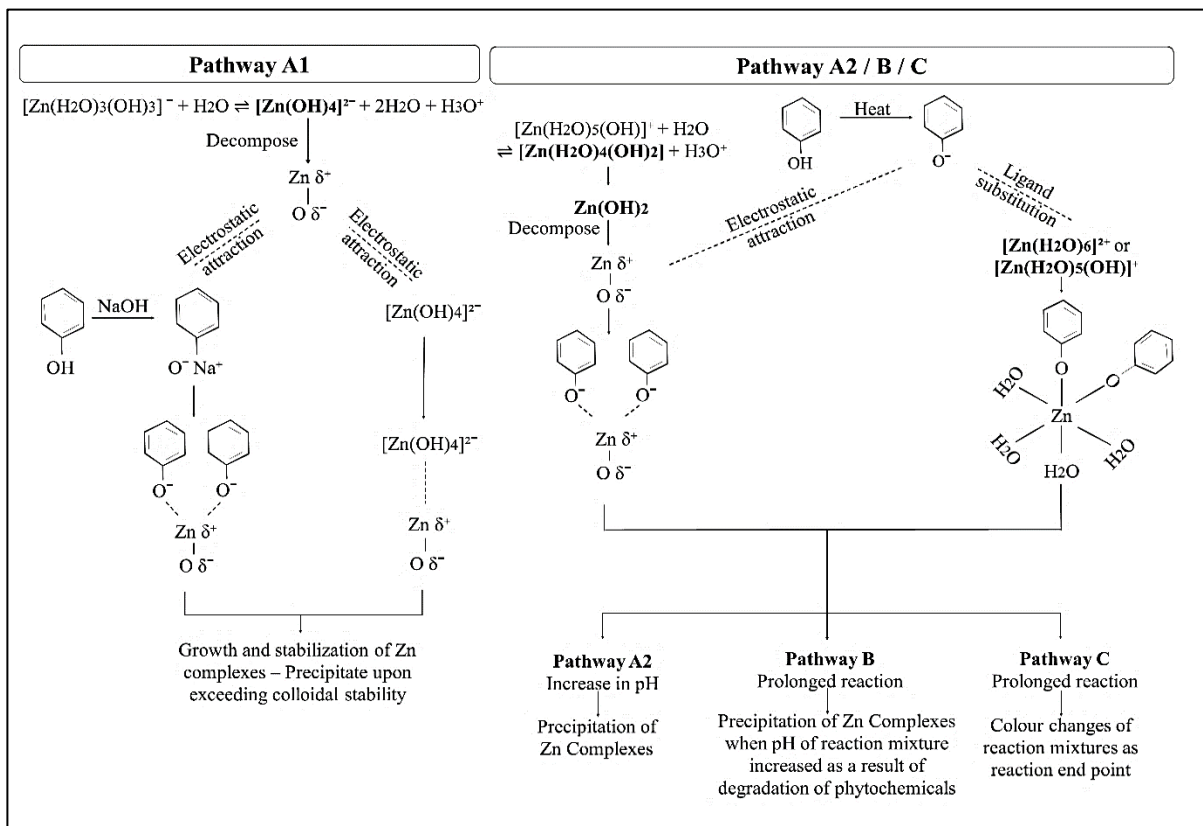 Pathway A1
[Zn(H2O)3(OH)3]⁻ + H2O ⇌ [Zn(OH)4]²⁻ + 2H2O + H3O⁺
Decompose
Zn δ⁺
O δ⁻
Electrostatic
attraction
Electrostatic
attraction
NaOH
OH
O⁻ Na⁺
[Zn(OH)4]²⁻
O⁻
O⁻
[Zn(OH)4]²⁻
Zn δ⁺
O δ⁻
Zn δ⁺
O δ⁻
Growth and stabilization of Zn
complexes – Precipitate upon
exceeding colloidal stability
Pathway A2 / B / C
[Zn(H2O)5(OH)]⁺ + H2O
⇌ [Zn(H2O)4(OH)2] + H3O⁺
Heat
OH
O⁻
Zn(OH)2
Decompose
Electrostatic
attraction
Ligand
substitution
Zn δ⁺
O δ⁻
[Zn(H2O)6]²⁺ or
[Zn(H2O)5(OH)]⁺
O⁻
O⁻
Zn δ⁺
O δ⁻
O
O
H2O
Zn
H2O
H2O
H2O
Pathway A2
Increase in pH
Precipitation of
Zn Complexes
Pathway B
Prolonged reaction
Precipitation of Zn Complexes
when pH of reaction mixture
increased as a result of
degradation of phytochemicals
Pathway C
Prolonged reaction
Colour changes of
reaction mixtures as
reaction end point